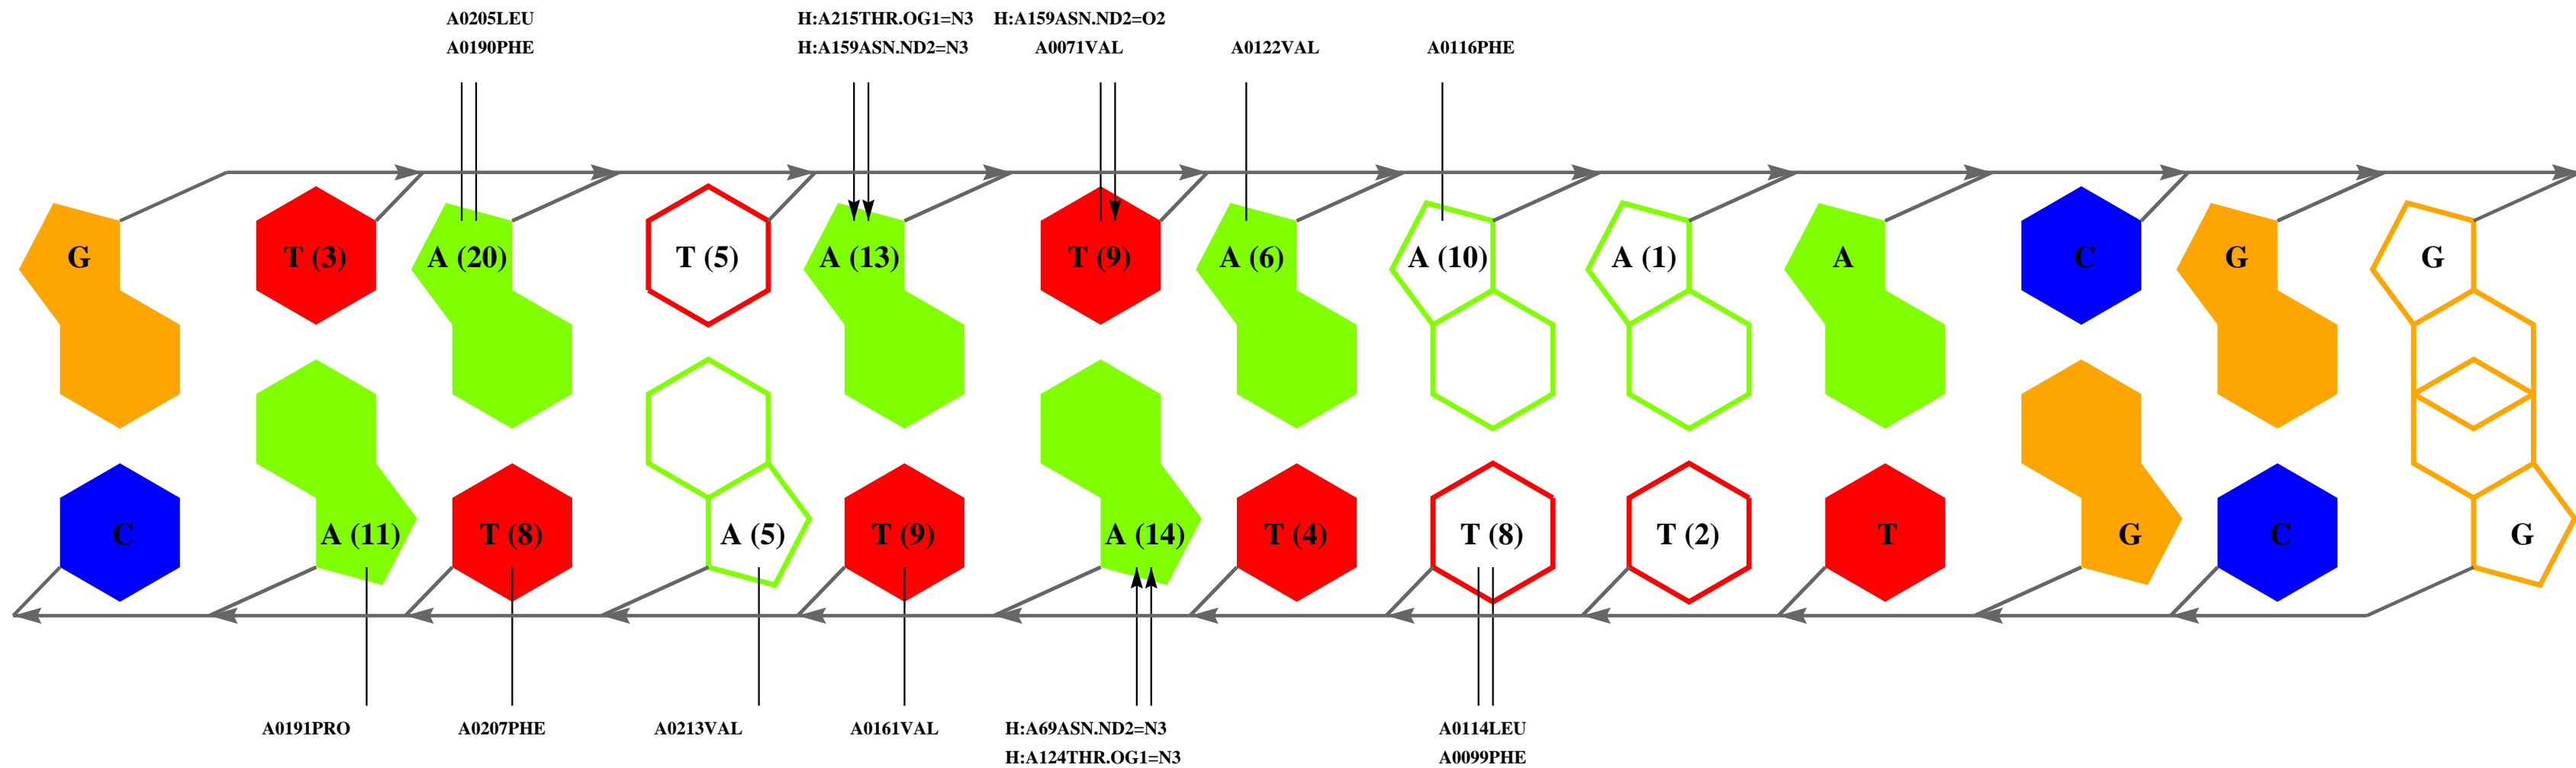 A0205LEU H:A215THR.OG1=N3 H:A159ASN.ND2=O2
A0190PHE H:A159ASN.ND2=N3 A0071VAL A0122VAL A0116PHE
G T (3) A (20) T (5) A (13) T (9) A (6) A (10) A (1) A C G G
C A (11) T (8) A (5) T (9) A (14) T (4) T (8) T (2) T G C G
A0191PRO A0207PHE A0213VAL A0161VAL H:A69ASN.ND2=N3 A0114LEU
H:A124THR.OG1=N3 A0099PHE